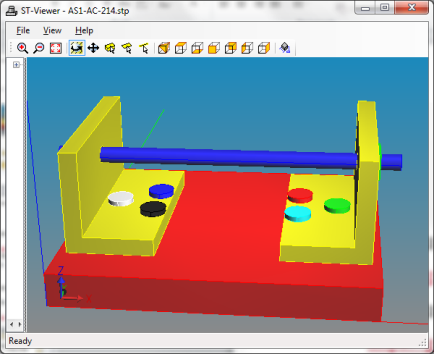 ST-Viewer - AS1-AC-214.stp
File View Help
Z
X
Ready